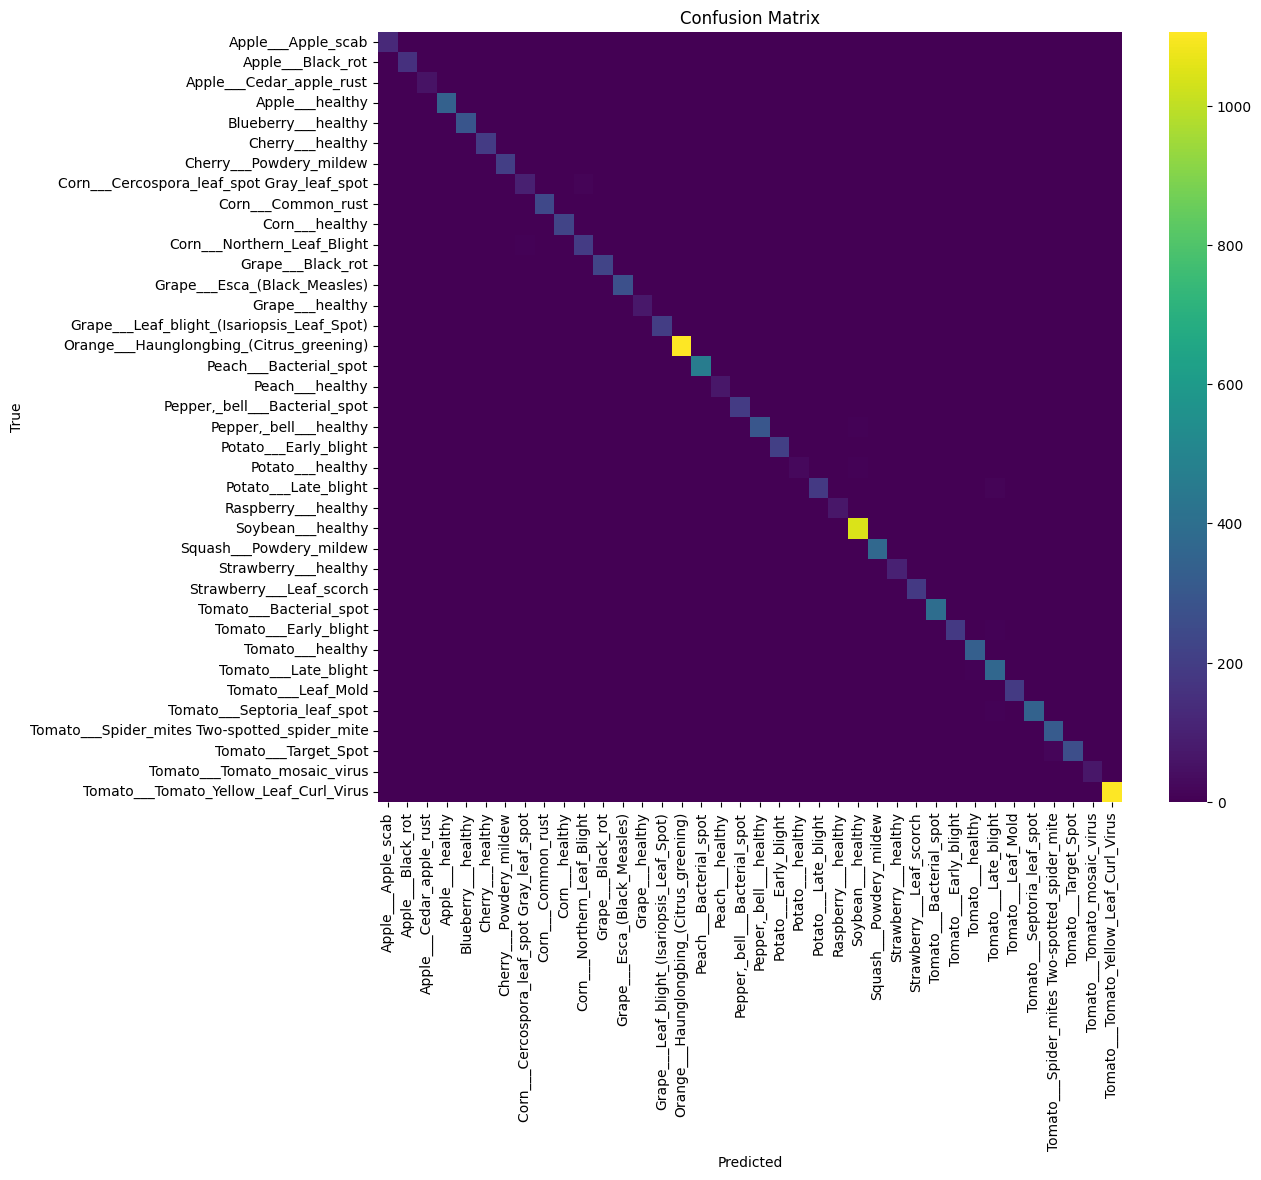 Confusion Matrix
True
Apple___Apple_scab
Apple___Black_rot
Apple___Cedar_apple_rust
Apple___healthy
Blueberry___healthy
Cherry___healthy
Cherry___Powdery_mildew
Corn___Cercospora_leaf_spot Gray_leaf_spot
Corn___Common_rust
Corn___healthy
Corn___Northern_Leaf_Blight
Grape___Black_rot
Grape___Esca_(Black_Measles)
Grape___healthy
Grape___Leaf_blight_(Isariopsis_Leaf_Spot)
Orange___Haunglongbing_(Citrus_greening)
Peach___Bacterial_spot
Peach___healthy
Pepper,_bell___Bacterial_spot
Pepper,_bell___healthy
Potato___Early_blight
Potato___healthy
Potato___Late_blight
Raspberry___healthy
Soybean___healthy
Squash___Powdery_mildew
Strawberry___healthy
Strawberry___Leaf_scorch
Tomato___Bacterial_spot
Tomato___Early_blight
Tomato___healthy
Tomato___Late_blight
Tomato___Leaf_Mold
Tomato___Septoria_leaf_spot
Tomato___Spider_mites Two-spotted_spider_mite
Tomato___Target_Spot
Tomato___Tomato_mosaic_virus
Tomato___Tomato_Yellow_Leaf_Curl_Virus
Apple___Apple_scab
Apple___Black_rot
Apple___Cedar_apple_rust
Apple___healthy
Blueberry___healthy
Cherry___healthy
Cherry___Powdery_mildew
Corn___Cercospora_leaf_spot Gray_leaf_spot
Corn___Common_rust
Corn___healthy
Corn___Northern_Leaf_Blight
Grape___Black_rot
Grape___Esca_(Black_Measles)
Grape___healthy
Grape___Leaf_blight_(Isariopsis_Leaf_Spot)
Orange___Haunglongbing_(Citrus_greening)
Peach___Bacterial_spot
Peach___healthy
Pepper,_bell___Bacterial_spot
Pepper,_bell___healthy
Potato___Early_blight
Potato___healthy
Potato___Late_blight
Raspberry___healthy
Soybean___healthy
Squash___Powdery_mildew
Strawberry___healthy
Strawberry___Leaf_scorch
Tomato___Bacterial_spot
Tomato___Early_blight
Tomato___healthy
Tomato___Late_blight
Tomato___Leaf_Mold
Tomato___Septoria_leaf_spot
Tomato___Spider_mites Two-spotted_spider_mite
Tomato___Target_Spot
Tomato___Tomato_mosaic_virus
Tomato___Tomato_Yellow_Leaf_Curl_Virus
Predicted
1000
800
600
400
200
0